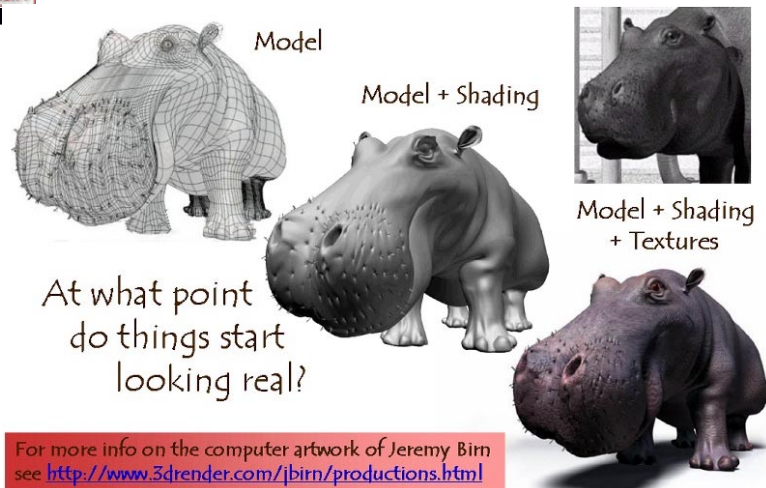 Model
Model + Shading
Model + Shading
+ Textures
At what point
do things start
looking real?
For more info on the computer artwork of Jeremy Birn
see http://www.3drender.com/jbirn/productions.html